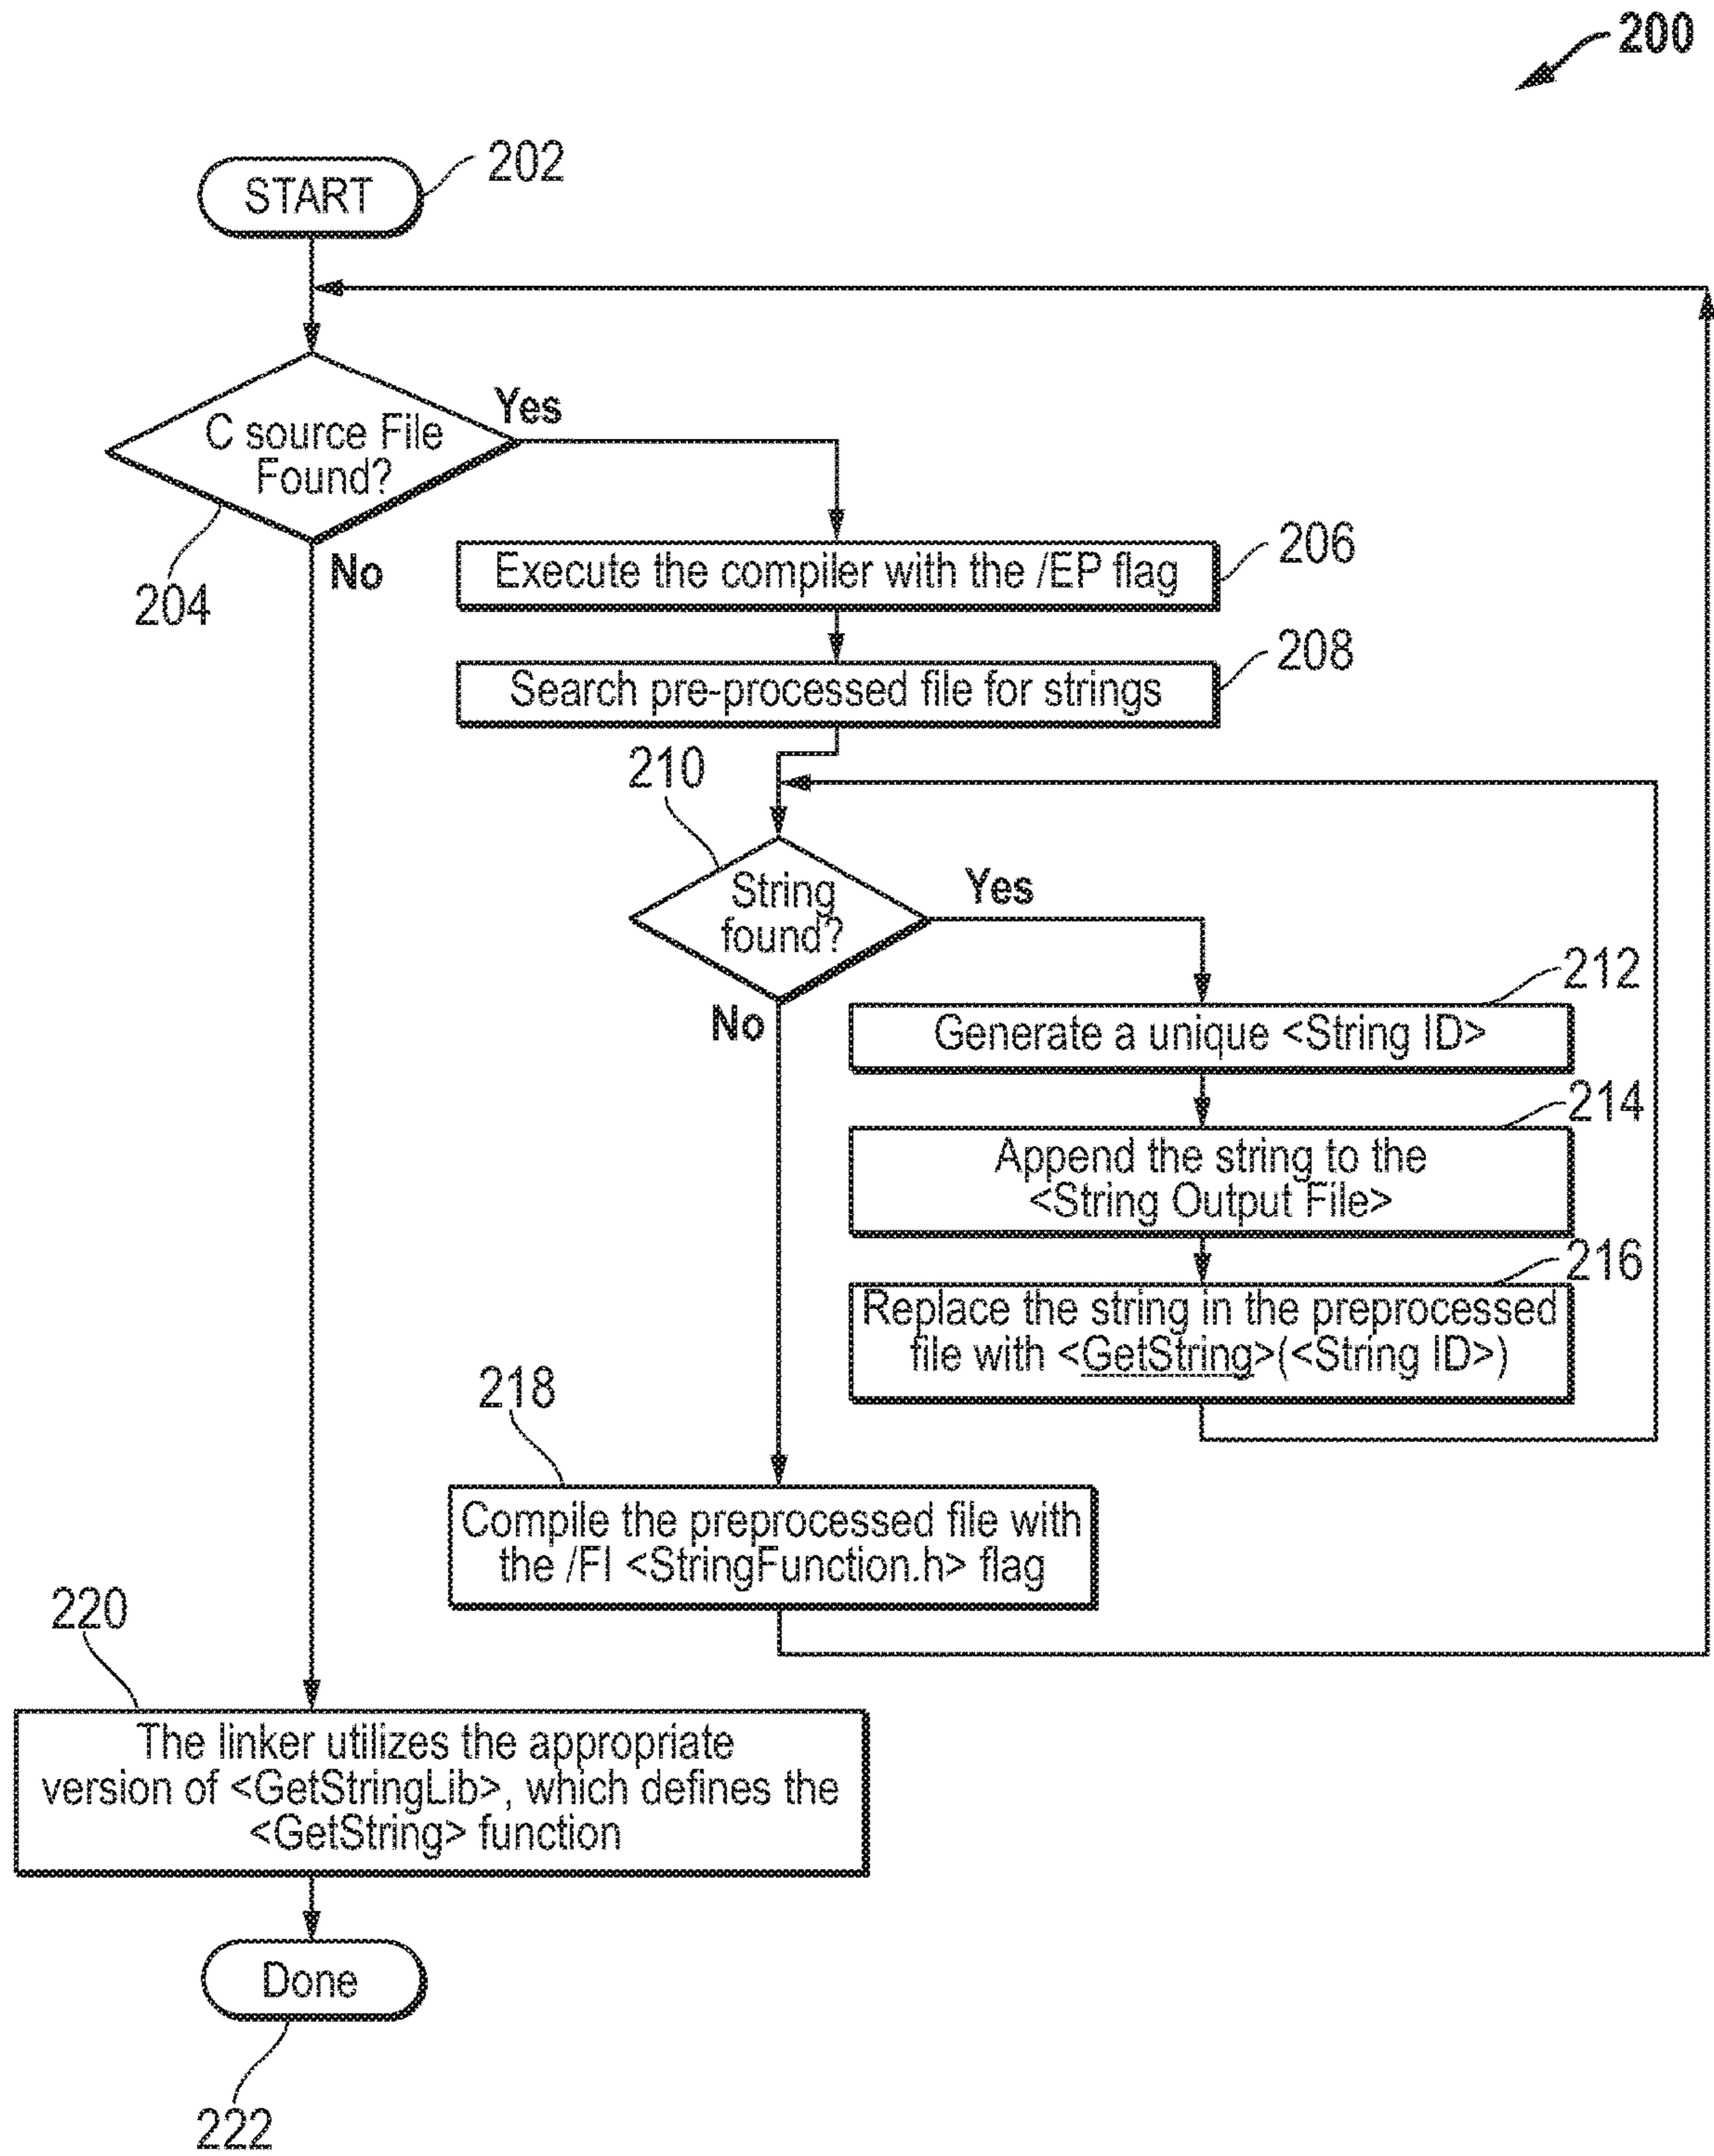 200
202
START
Yes
C source File
Found?
204
No
206
Execute the compiler with the /EP flag
208
Search pre-processed file for strings
210
String
found?
Yes
No
212
Generate a unique <String ID>
214
Append the string to the
<String Output File>
216
Replace the string in the preprocessed
file with <GetString>(<String ID>)
218
Compile the preprocessed file with
the /FI <StringFunction.h> flag
220
The linker utilizes the appropriate
version of <GetStringLib>, which defines the
<GetString> function
Done
222